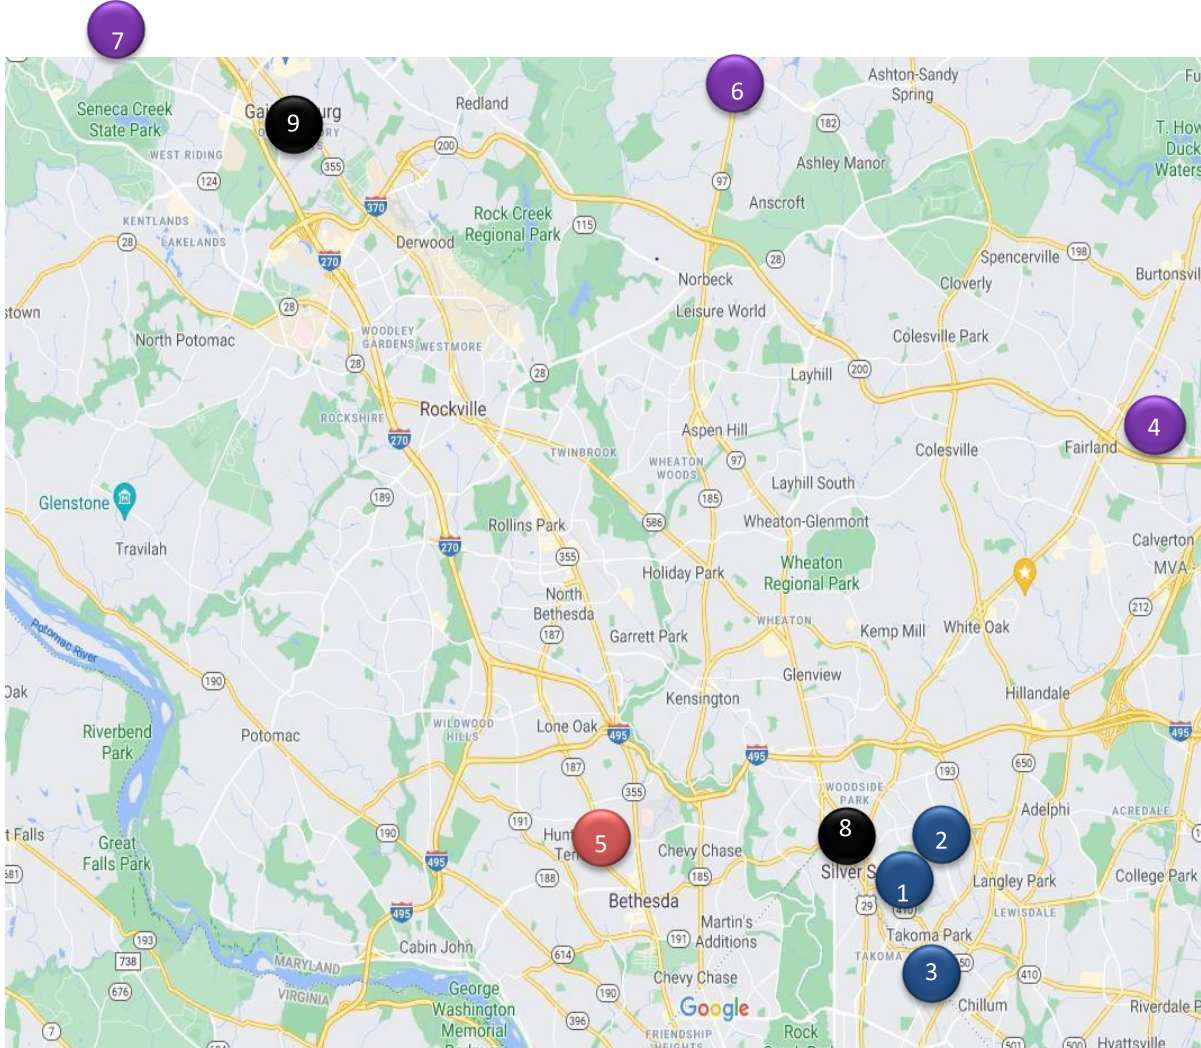 7
6
Ashton-Sandy
Spring
Fu
Seneca Creek
State Park
9
Redland
182
T. How
Duck
Waters
WEST RIDING
355
200
Ashley Manor
124
370
97
Anscroft
KENTLANDS
LAKELANDS
28
Rock Creek
Regional Park
115
Derwood
270
28
Spencerville
198
Norbeck
Cloverly
Burtonsvil
stown
28
Leisure World
North Potomac
WOODLEY
GARDENS
WESTMORE
Colesville Park
28
28
Layhill
200
ROCKSHIRE
Rockville
270
Aspen Hill
4
TWINBROOK
WHEATON
WOODS
97
Colesville
Fairland
Glenstone
189
185
Layhill South
Rollins Park
586
Wheaton-Glenmont
Travilah
270
355
Calverton
Holiday Park
Wheaton
Regional Park
MVA
North
Bethesda
212
Potomac River
187
Garrett Park
WHEATON
Kemp Mill
White Oak
190
Glenview
Oak
Kensington
Hillandale
Riverbend
Park
Potomac
WILDWOOD
HILLS
Lone Oak
495
495
495
187
193
650
355
WOODSIDE
PARK
Adelphi
ACREDALE
t Falls
Great
Falls Park
190
191
5
8
2
495
Chevy Chase
681
188
185
Silver S
1
Langley Park
College Park
Bethesda
495
29
410
LEWISDALE
193
Martin's
Additions
191
Takoma Park
738
Cabin John
614
TAKOMA
50
MARYLAND
3
410
676
VIRGINIA
Chevy Chase
George
Washington
Memorial
190
Google
Chillum
Riverdale P
7
396
FRIENDSHIP
HEIGHTS
Rock
501
500
Hyattsville